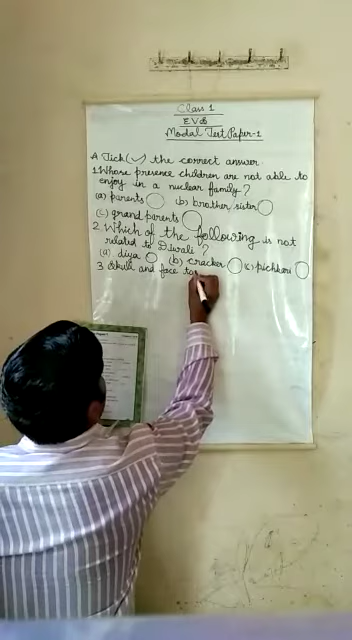 Class 1
EVS
Modal Test Paper-1
A Tick (✓) the correct answer.
1. Whose presence children are not able to
enjoy in a nuclear family?
(a) parents (b) brother sister
(c) grand parents
2. Which of the following is not
related to Diwali?
(a) diya (b) cracker (c) pichkari
3 Skull and face to